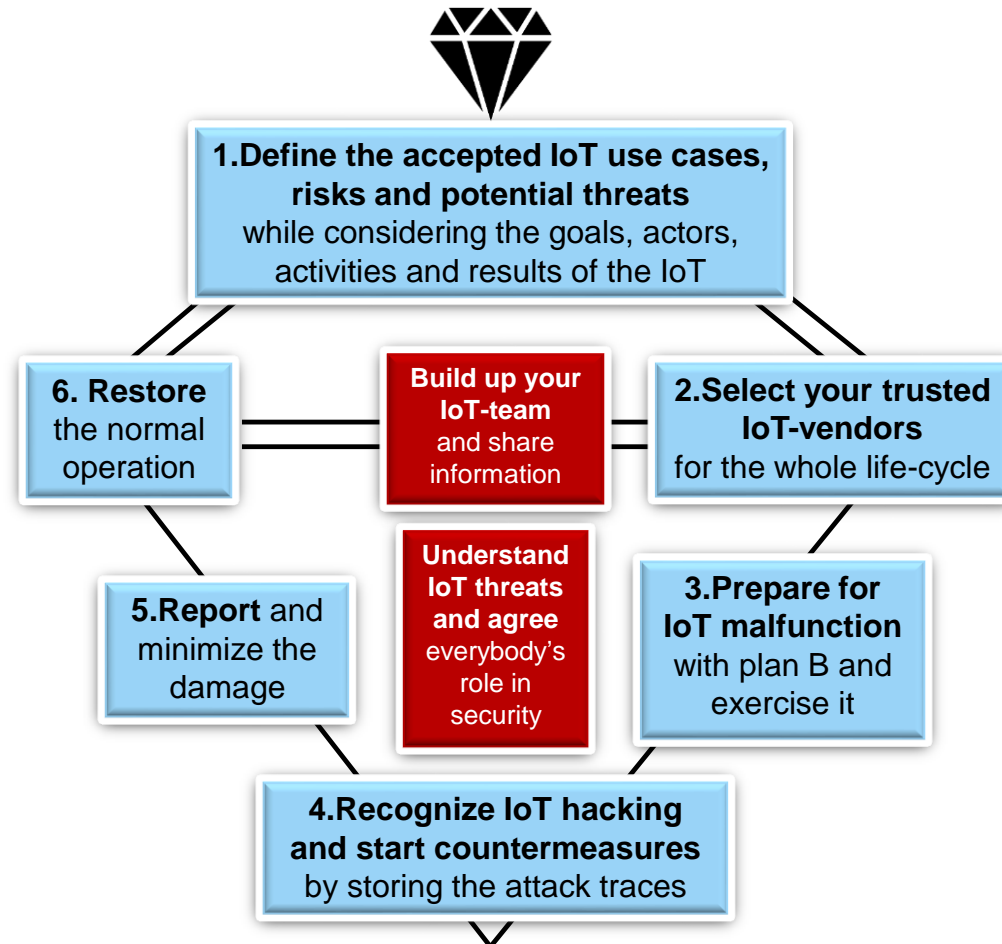 1.Define the accepted IoT use cases,
risks and potential threats
while considering the goals, actors,
activities and results of the IoT
6. Restore
the normal
operation
Build up your
IoT-team
and share
information
2.Select your trusted
IoT-vendors
for the whole life-cycle
5.Report and
minimize the
damage
Understand
IoT threats
and agree
everybody’s
role in
security
3.Prepare for
IoT malfunction
with plan B and
exercise it
4.Recognize IoT hacking
and start countermeasures
by storing the attack traces